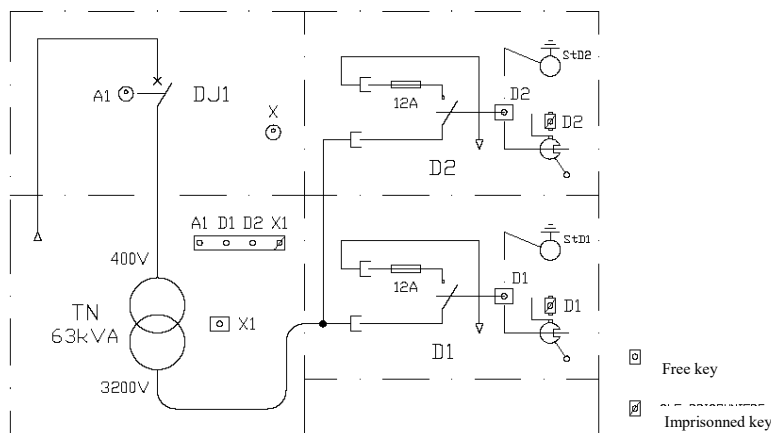 A1
DJ1
X
A1 D1 D2 X1
400V
TN
63kVA
X1
3200V
StD2
12A
D2
D2
D2
StD1
12A
D1
D1
D1
Free key
Imprisonned key